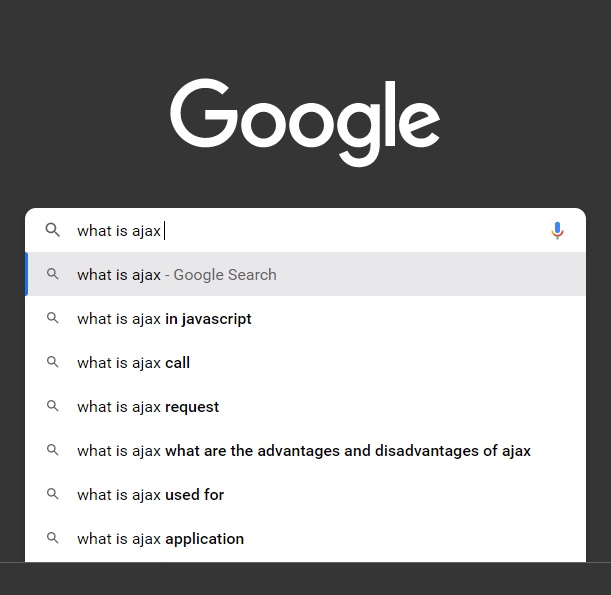 Google
what is ajax
what is ajax - Google Search
what is ajax in javascript
what is ajax call
what is ajax request
what is ajax what are the advantages and disadvantages of ajax
what is ajax used for
what is ajax application